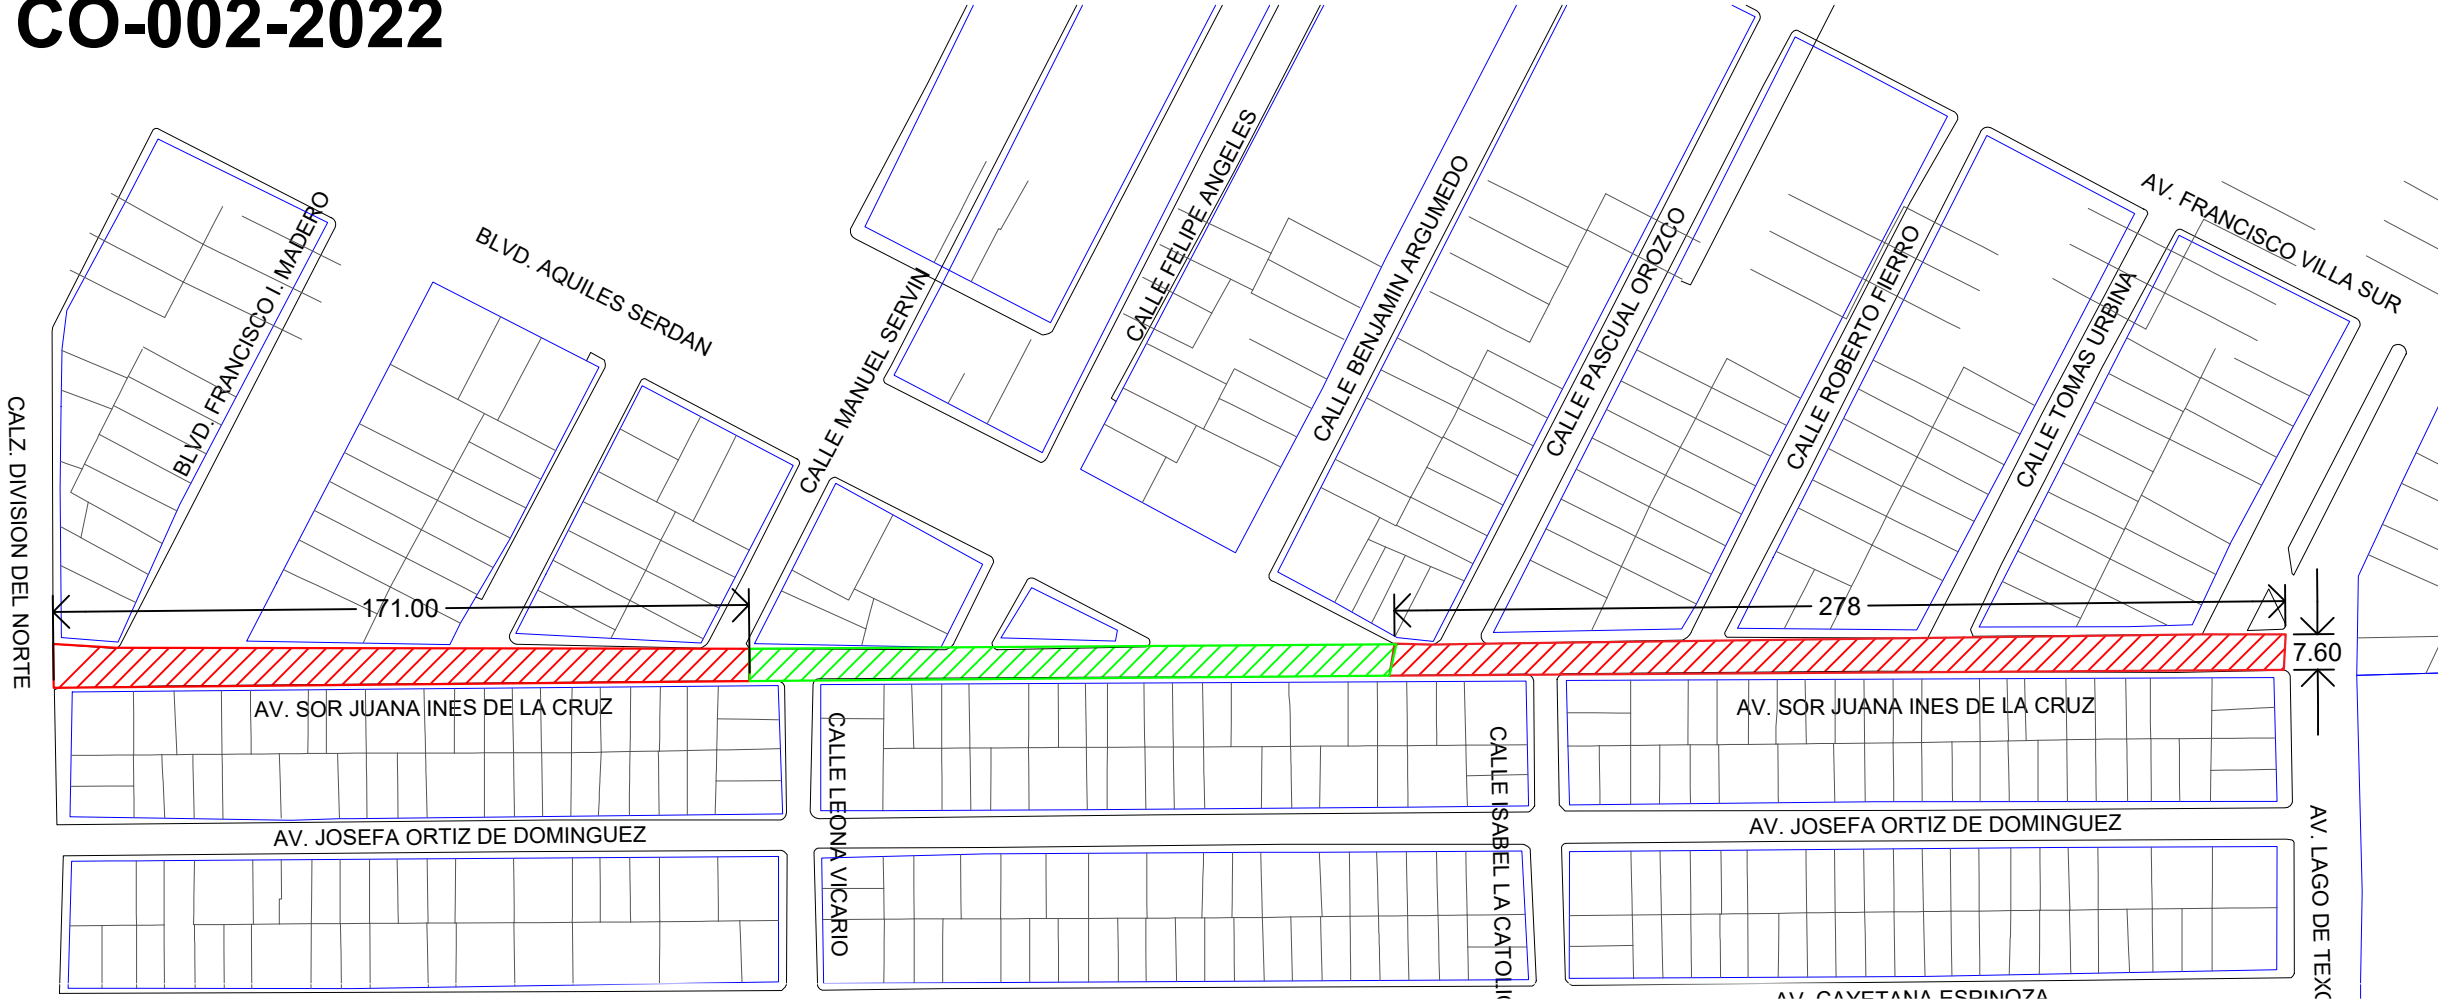 CO-002-2022
BLVD. FRANCISCO I. MADERO
BLVD. AQUILES SERDAN
CALLE MANUEL SERVIN
CALLE FELIPE ANGELES
CALLE BENJAMIN ARGUMEDO
CALLE PASCUAL OROZCO
CALLE ROBERTO FIERRO
CALLE TOMAS URBINA
AV. FRANCISCO VILLA SUR
CALZ. DIVISION DEL NORTE
171.00
278
7.60
AV. SOR JUANA INES DE LA CRUZ
AV. SOR JUANA INES DE LA CRUZ
CALLE LEONA VICARIO
CALLE ISABEL LA CATOLIC
AV. JOSEFA ORTIZ DE DOMINGUEZ
AV. JOSEFA ORTIZ DE DOMINGUEZ
AV. LAGO DE TEXC
AV. CAYETANA ESPINOZA